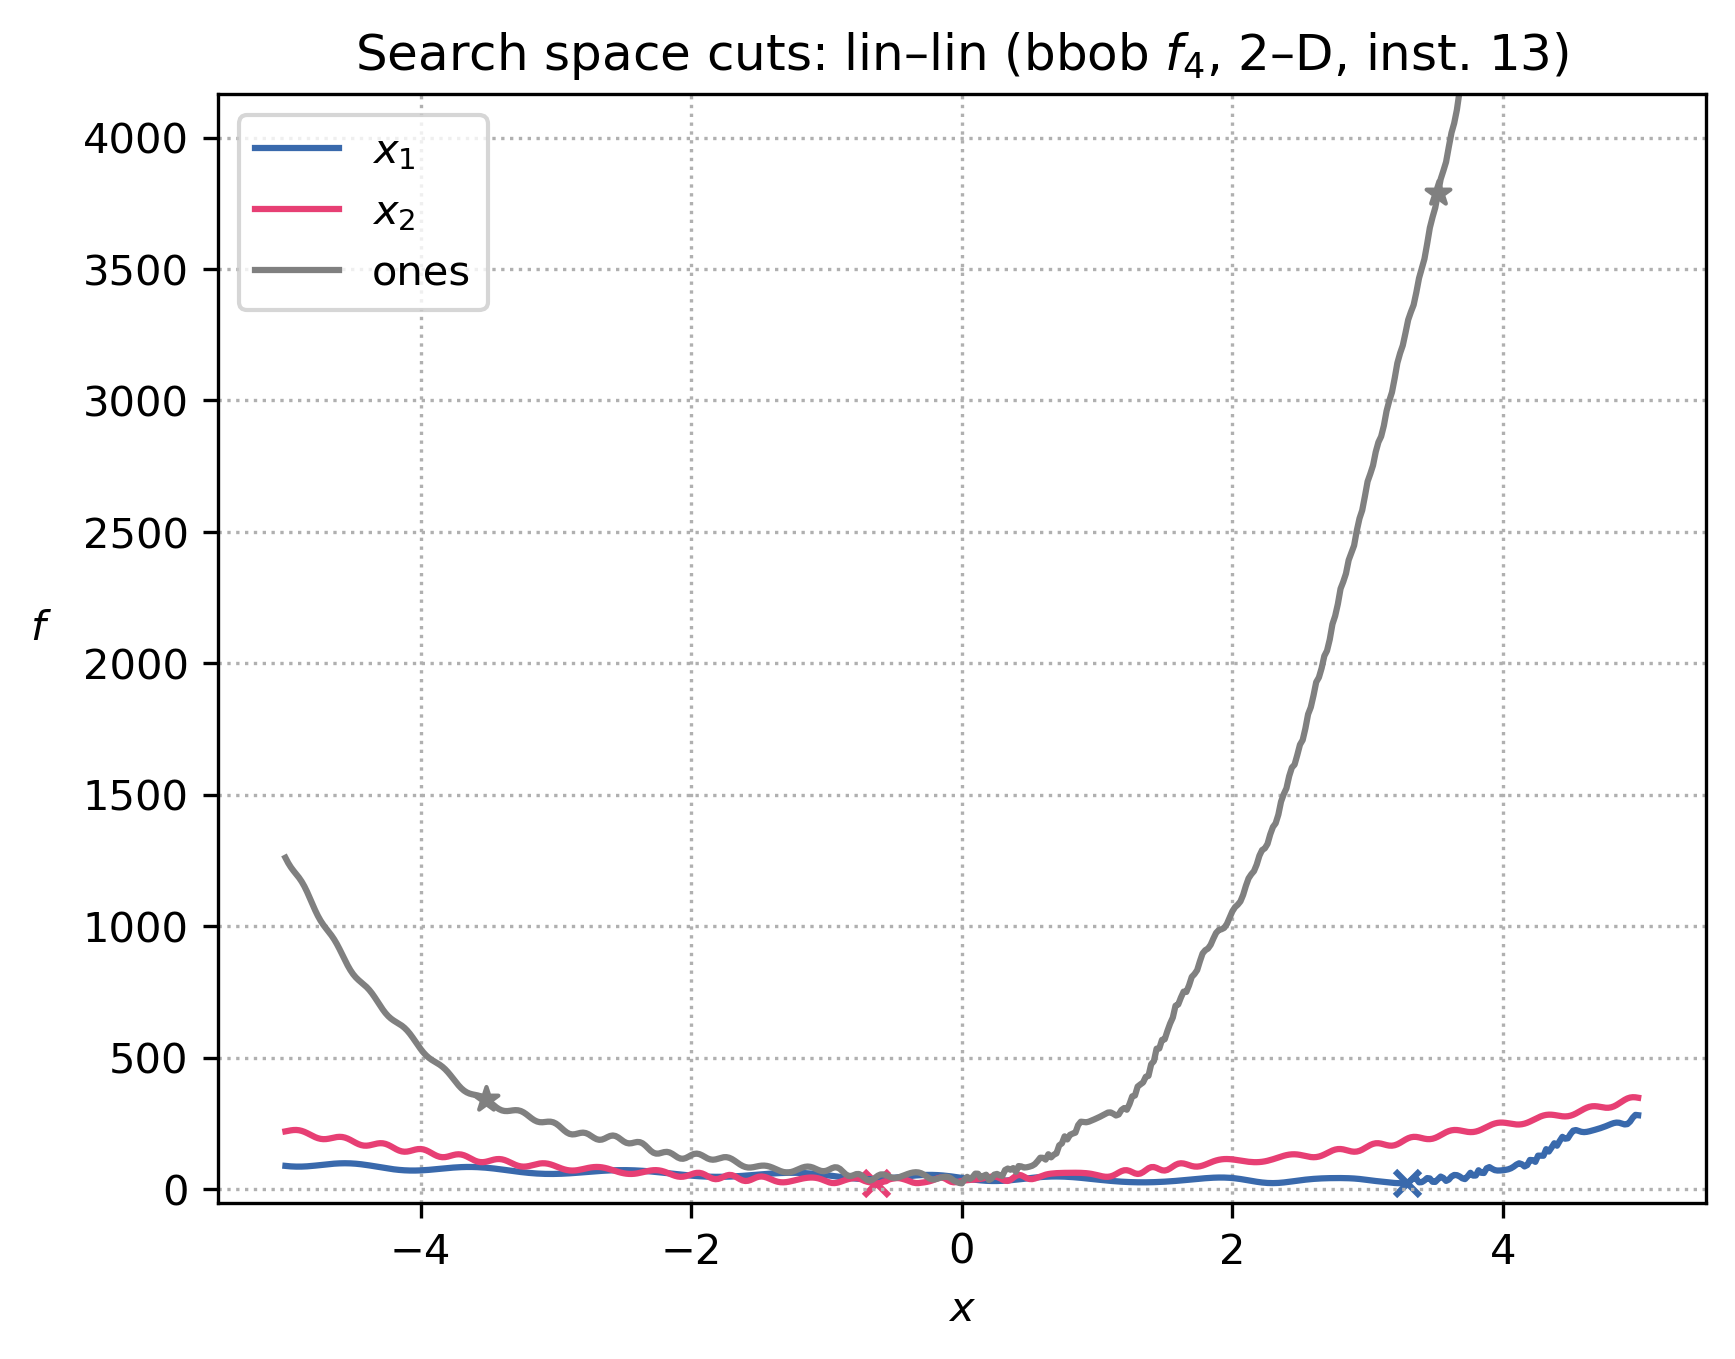 Search space cuts: lin–lin (bbob f₄, 2–D, inst. 13)
x₁
x₂
ones
4000
3500
3000
2500
2000
1500
1000
500
0
f
−4 −2 0 2 4
x